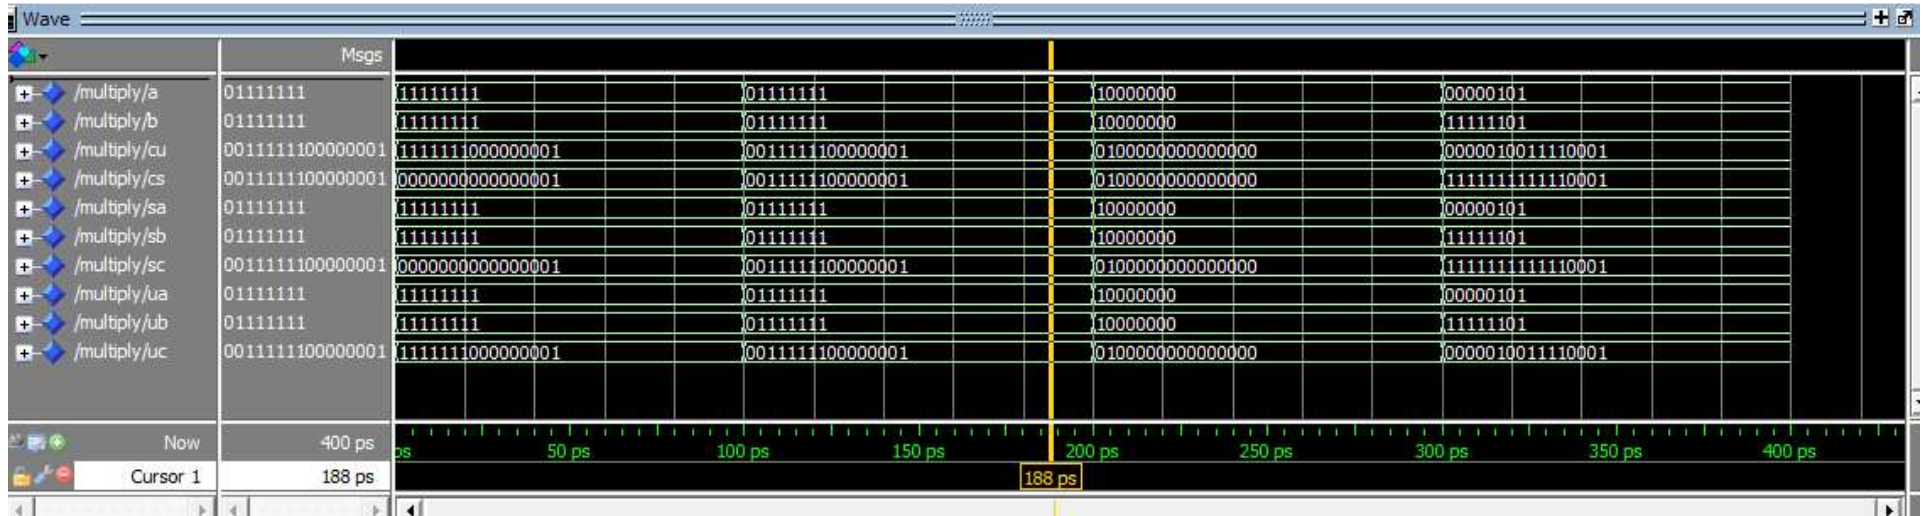 Wave
Msgs
/multiply/a 01111111 11111111 01111111 10000000 00000101
/multiply/b 01111111 11111111 01111111 10000000 11111101
/multiply/cu 0011111100000001 1111111000000001 0011111100000001 0100000000000000 0000010011110001
/multiply/cs 0011111100000001 0000000000000001 0011111100000001 0100000000000000 1111111111110001
/multiply/sa 01111111 11111111 01111111 10000000 00000101
/multiply/sb 01111111 11111111 01111111 10000000 11111101
/multiply/sc 0011111100000001 0000000000000001 0011111100000001 0100000000000000 1111111111110001
/multiply/ua 01111111 11111111 01111111 10000000 00000101
/multiply/ub 01111111 11111111 01111111 10000000 11111101
/multiply/uc 0011111100000001 1111111000000001 0011111100000001 0100000000000000 0000010011110001
Now 400 ps ps 50 ps 100 ps 150 ps 200 ps 250 ps 300 ps 350 ps 400 ps
Cursor 1 188 ps 188 ps